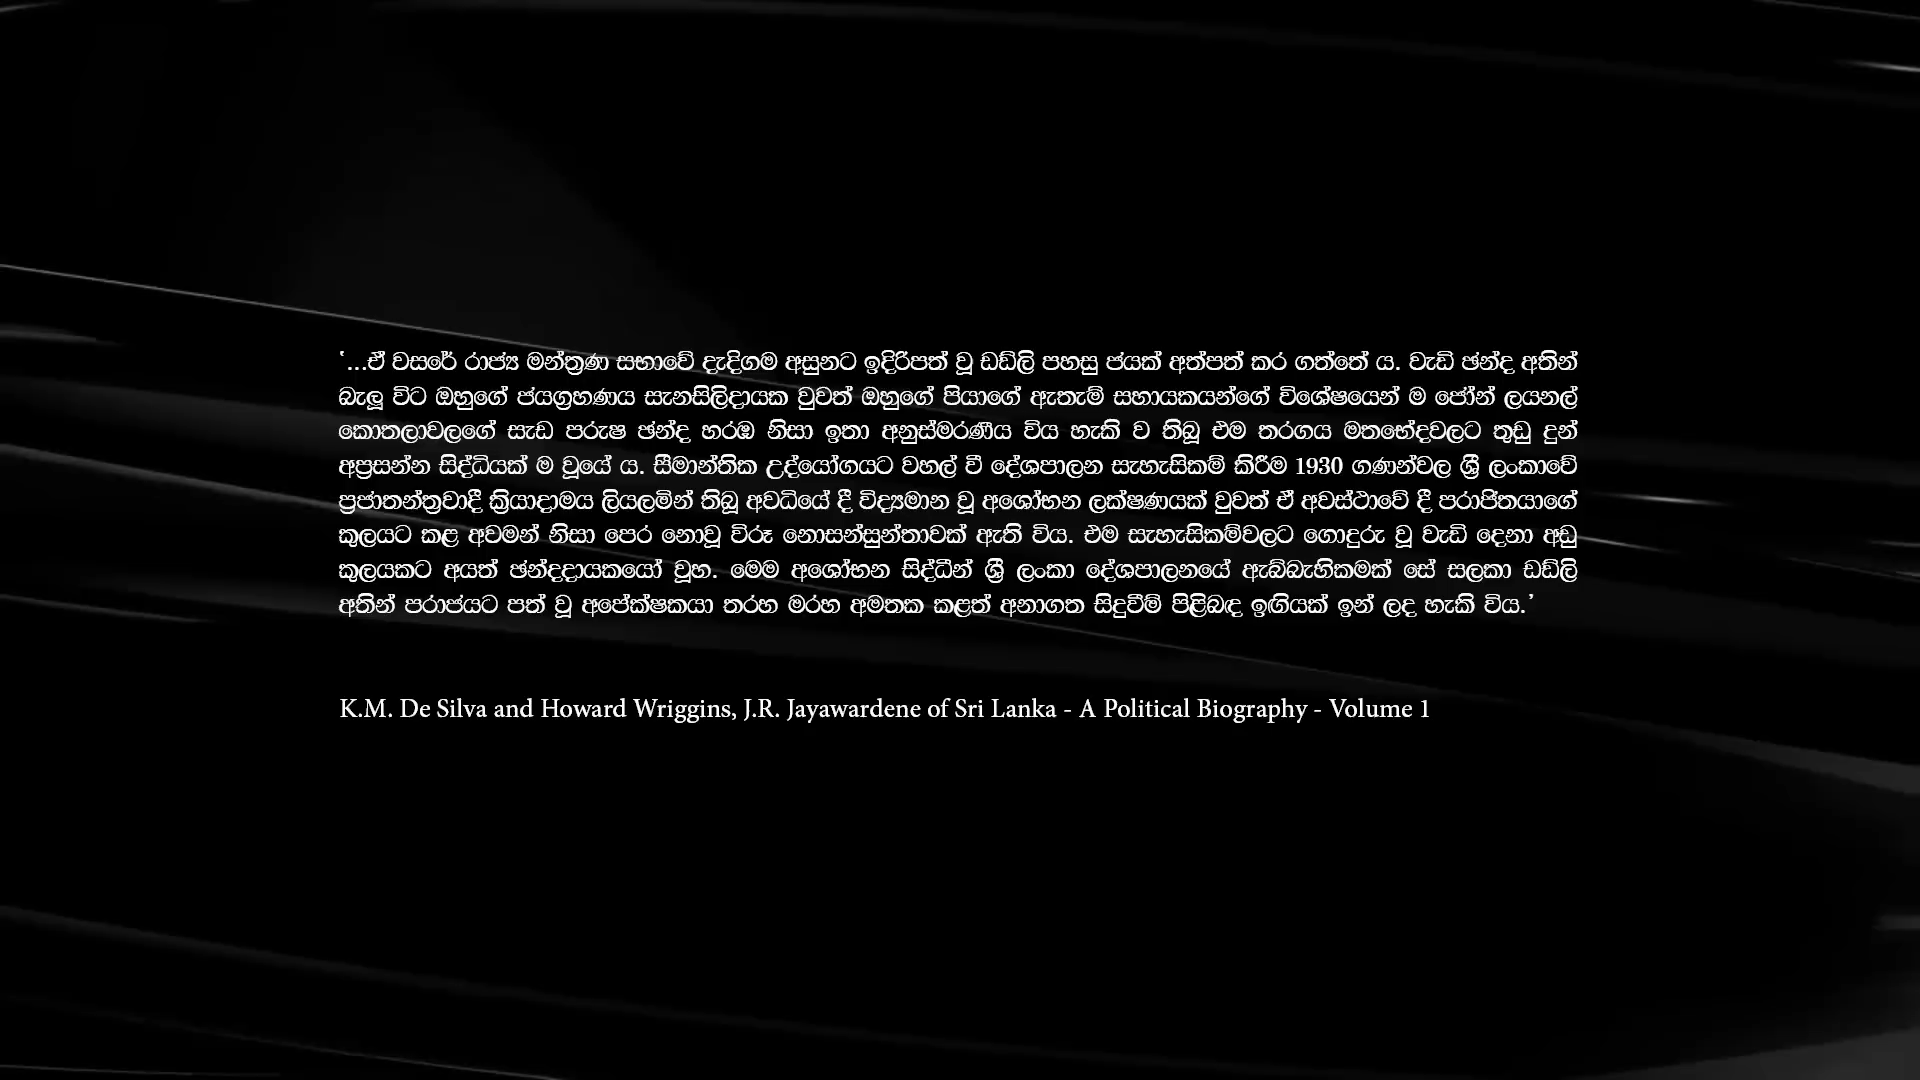 ‘...ඒ වසරේ රාජ්‍ය මන්ත්‍රණ සභාවේ දැදිගම අසුනට ඉදිරිපත් වූ ඩඩ්ලි පහසු ජයක් අත්පත් කර ගත්තේ ය. වැඩි ඡන්ද අතින්
බැලූ විට ඔහුගේ ජයග්‍රහණය සැනසිලිදායක වුවත් ඔහුගේ පියාගේ ඇතැම් සහායකයන්ගේ විශේෂයෙන් ම ජෝන් ලයනල්
කොතලාවලගේ සැඩ පරුෂ ඡන්ද හරඹ නිසා ඉතා අනුස්මරණීය විය හැකි ව තිබූ එම තරගය මතභේදවලට තුඩු දුන්
අප්‍රසන්න සිද්ධියක් ම වූයේ ය. සීමාන්තික උද්යෝගයට වහල් වී දේශපාලන සැහැසිකම් කිරීම 1930 ගණන්වල ශ්‍රී ලංකාවේ
ප්‍රජාතන්ත්‍රවාදී ක්‍රියාදාමය ලියලමින් තිබූ අවධියේ දී විද්‍යමාන වූ අශෝභන ලක්ෂණයක් වුවත් ඒ අවස්ථාවේ දී පරාජිතයාගේ
කුලයට කළ අවමන් නිසා පෙර නොවූ විරූ නොසන්සුන්තාවක් ඇති විය. එම සැහැසිකම්වලට ගොදුරු වූ වැඩි දෙනා අඩු
කුලයකට අයත් ඡන්දදායකයෝ වූහ. මෙම අශෝභන සිද්ධීන් ශ්‍රී ලංකා දේශපාලනයේ ඇබ්බැහිකමක් සේ සලකා ඩඩ්ලි
අතින් පරාජයට පත් වූ අපේක්ෂකයා තරහ මරහ අමතක කළත් අනාගත සිදුවීම් පිළිබඳ ඉඟියක් ඉන් ලද හැකි විය.’
K.M. De Silva and Howard Wriggins, J.R. Jayawardene of Sri Lanka - A Political Biography - Volume 1